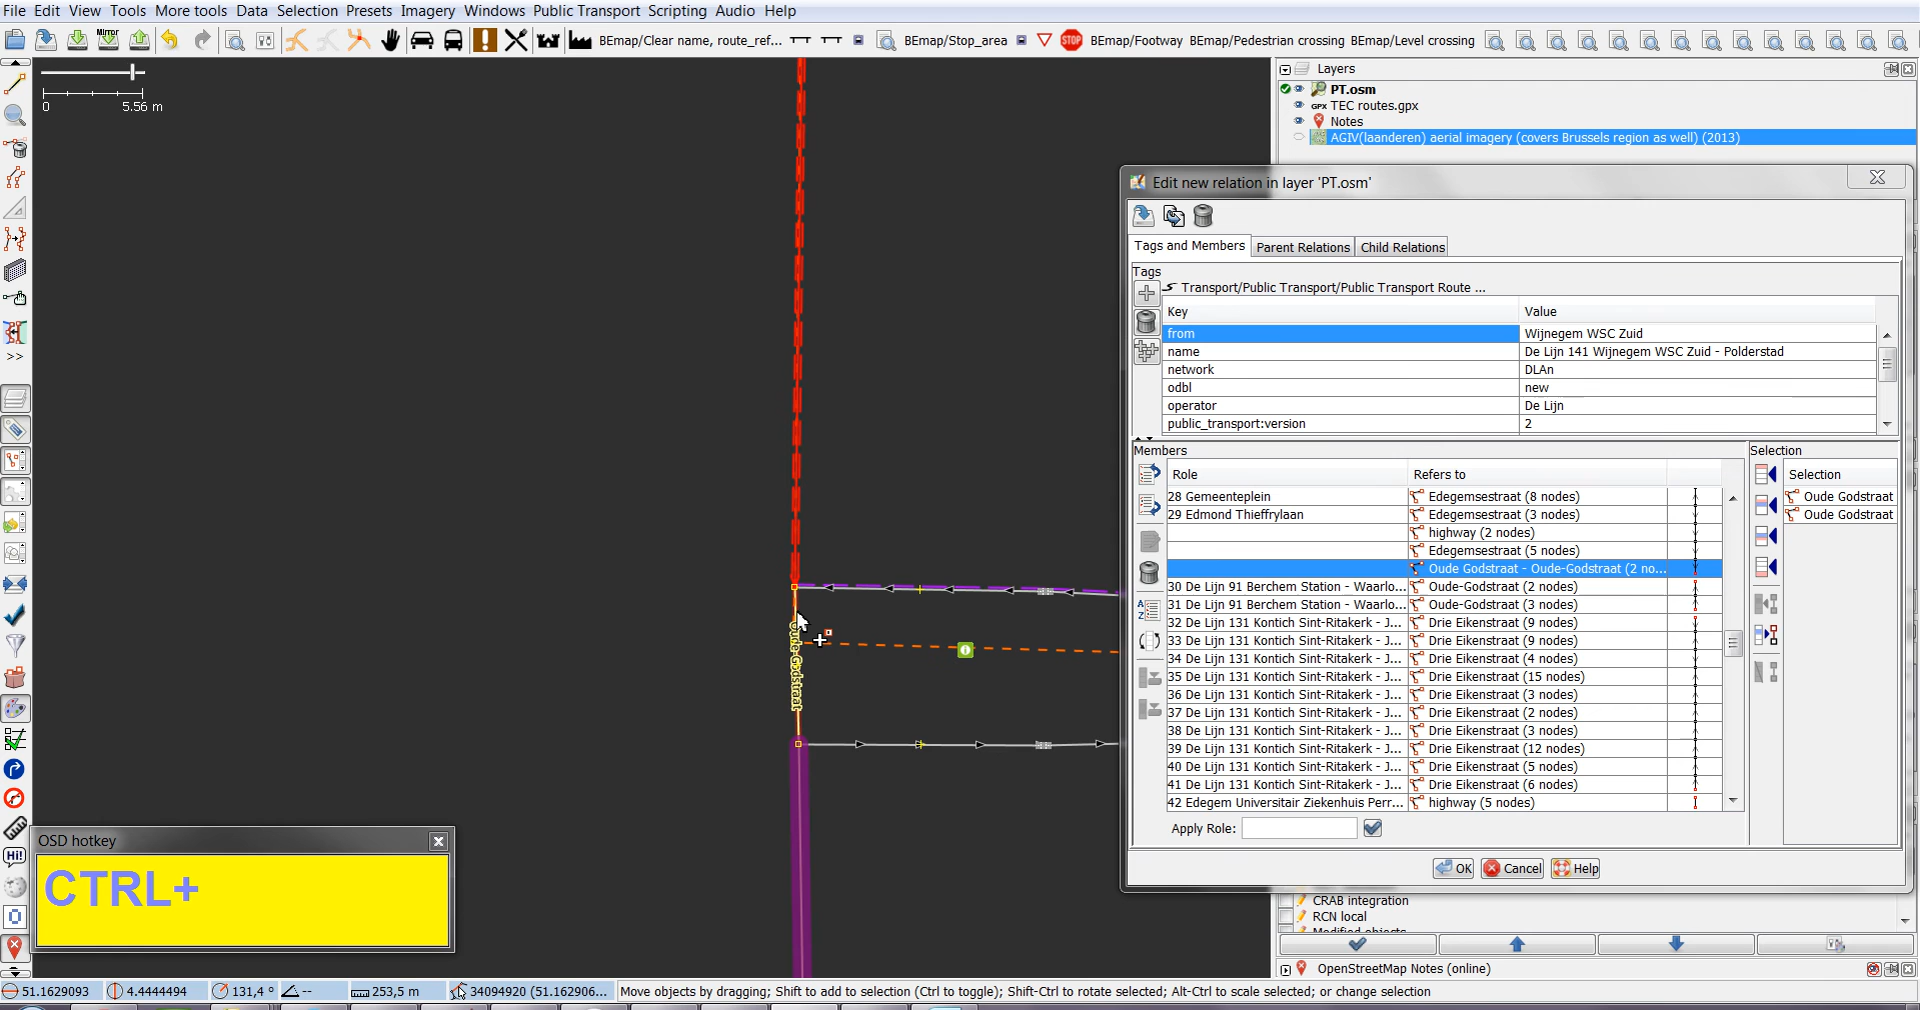 File Edit View Tools More tools Data Selection Presets Imagery Windows Public Transport Scripting Audio Help
Mirror
BEmap/Clear name, route_ref... BEmap/Stop_area STOP BEmap/Footway BEmap/Pedestrian crossing BEmap/Level crossing
0 5.56 m
Layers
PT.osm
GPX TEC routes.gpx
Notes
AGIV(laanderen) aerial imagery (covers Brussels region as well) (2013)
Edit new relation in layer 'PT.osm'
Tags and Members Parent Relations Child Relations
Tags
Transport/Public Transport/Public Transport Route ...
Key Value
from Wijnegem WSC Zuid
name De Lijn 141 Wijnegem WSC Zuid - Polderstad
network DLAn
odbl new
operator De Lijn
public_transport:version 2
Members
Role Refers to
28 Gemeenteplein Edegemsestraat (8 nodes)
29 Edmond Thieffrylaan Edegemsestraat (3 nodes)
highway (2 nodes)
Edegemsestraat (5 nodes)
Oude Godstraat - Oude-Godstraat (2 no...
30 De Lijn 91 Berchem Station - Waarlo... Oude-Godstraat (2 nodes)
31 De Lijn 91 Berchem Station - Waarlo... Oude-Godstraat (3 nodes)
32 De Lijn 131 Kontich Sint-Ritakerk - J... Drie Eikenstraat (9 nodes)
33 De Lijn 131 Kontich Sint-Ritakerk - J... Drie Eikenstraat (9 nodes)
34 De Lijn 131 Kontich Sint-Ritakerk - J... Drie Eikenstraat (4 nodes)
35 De Lijn 131 Kontich Sint-Ritakerk - J... Drie Eikenstraat (15 nodes)
36 De Lijn 131 Kontich Sint-Ritakerk - J... Drie Eikenstraat (3 nodes)
37 De Lijn 131 Kontich Sint-Ritakerk - J... Drie Eikenstraat (2 nodes)
38 De Lijn 131 Kontich Sint-Ritakerk - J... Drie Eikenstraat (3 nodes)
39 De Lijn 131 Kontich Sint-Ritakerk - J... Drie Eikenstraat (12 nodes)
40 De Lijn 131 Kontich Sint-Ritakerk - J... Drie Eikenstraat (5 nodes)
41 De Lijn 131 Kontich Sint-Ritakerk - J... Drie Eikenstraat (6 nodes)
42 Edegem Universitair Ziekenhuis Perr... highway (5 nodes)
Apply Role:
Selection
Selection
Oude Godstraat
Oude Godstraat
OK Cancel Help
Oude-Godstraat
>>
Hi!
OSD hotkey
CTRL+
CRAB integration
RCN local
Modified objects
OpenStreetMap Notes (online)
51.1629093 4.4444494 131,4 ° -- 253,5 m 34094920 (51.162906... Move objects by dragging; Shift to add to selection (Ctrl to toggle); Shift-Ctrl to rotate selected; Alt-Ctrl to scale selected; or change selection